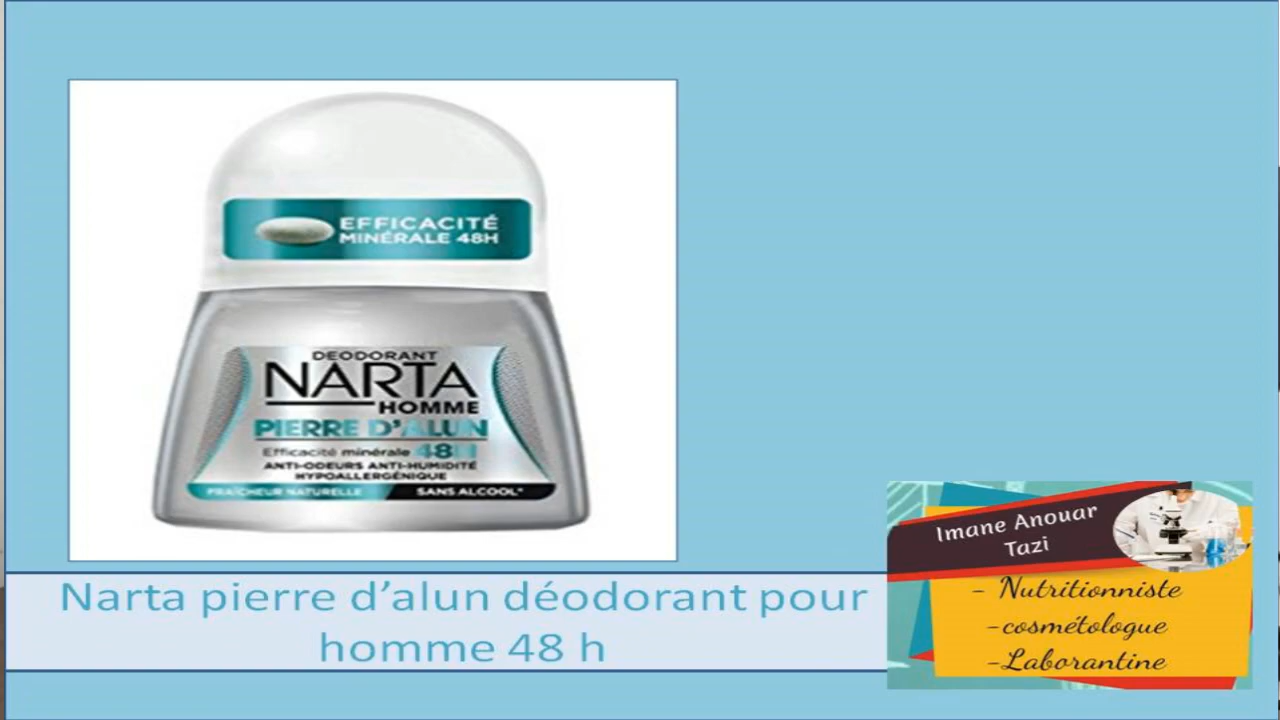 EFFICACITÉ
MINÉRALE 48H
DEODORANT
NARTA
HOMME
PIERRE D'ALUN
Efficacité minérale 48H
ANTI-ODEURS ANTI-HUMIDITÉ
HYPOALLERGÉNIQUE
FRAÎCHEUR NATURELLE SANS ALCOOL*
Narta pierre d’alun déodorant pour
homme 48 h
Imane Anouar
Tazi
- Nutritionniste
-cosmétologue
-Laborantine